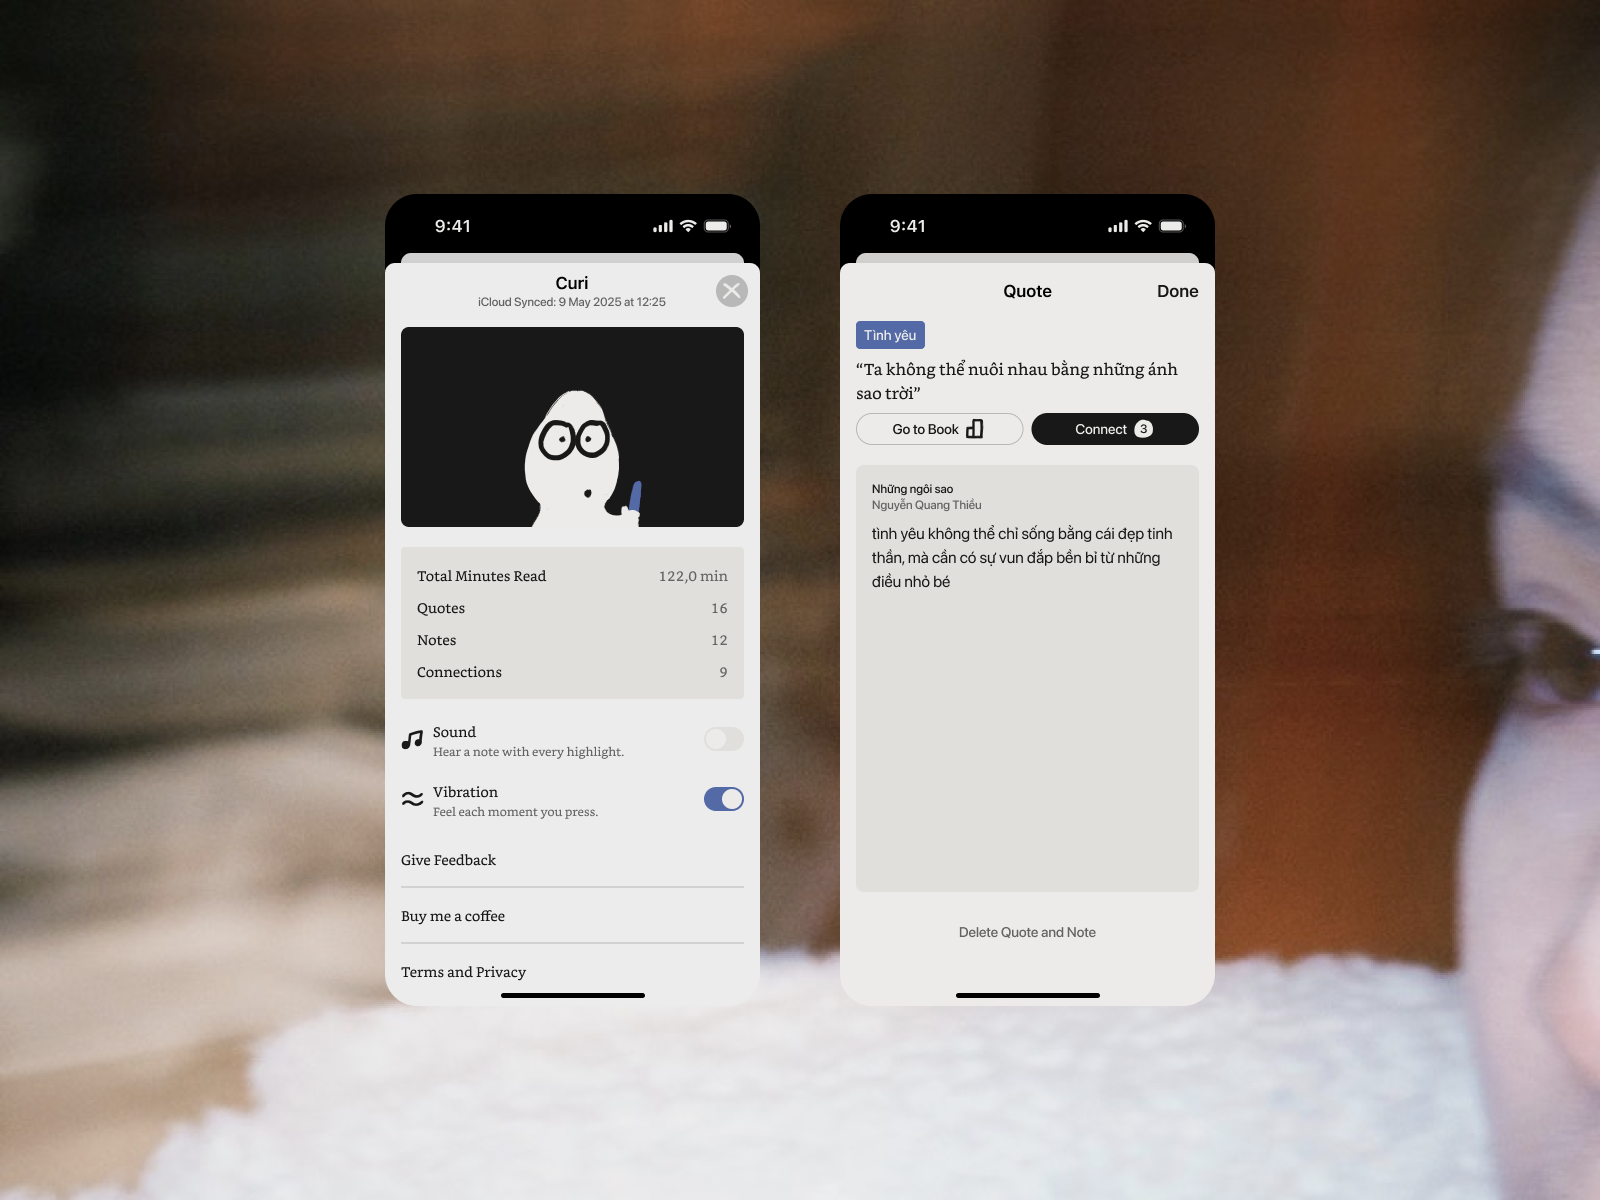 9:41
Curi
iCloud Synced: 9 May 2025 at 12:25
Total Minutes Read 122,0 min
Quotes 16
Notes 12
Connections 9
Sound
Hear a note with every highlight.
Vibration
Feel each moment you press.
Give Feedback
Buy me a coffee
Terms and Privacy
9:41
Quote Done
Tình yêu
“Ta không thể nuôi nhau bằng những ánh
sao trời”
Go to Book Connect 3
Những ngôi sao
Nguyễn Quang Thiều
tình yêu không thể chỉ sống bằng cái đẹp tinh
thần, mà cần có sự vun đắp bền bỉ từ những
điều nhỏ bé
Delete Quote and Note